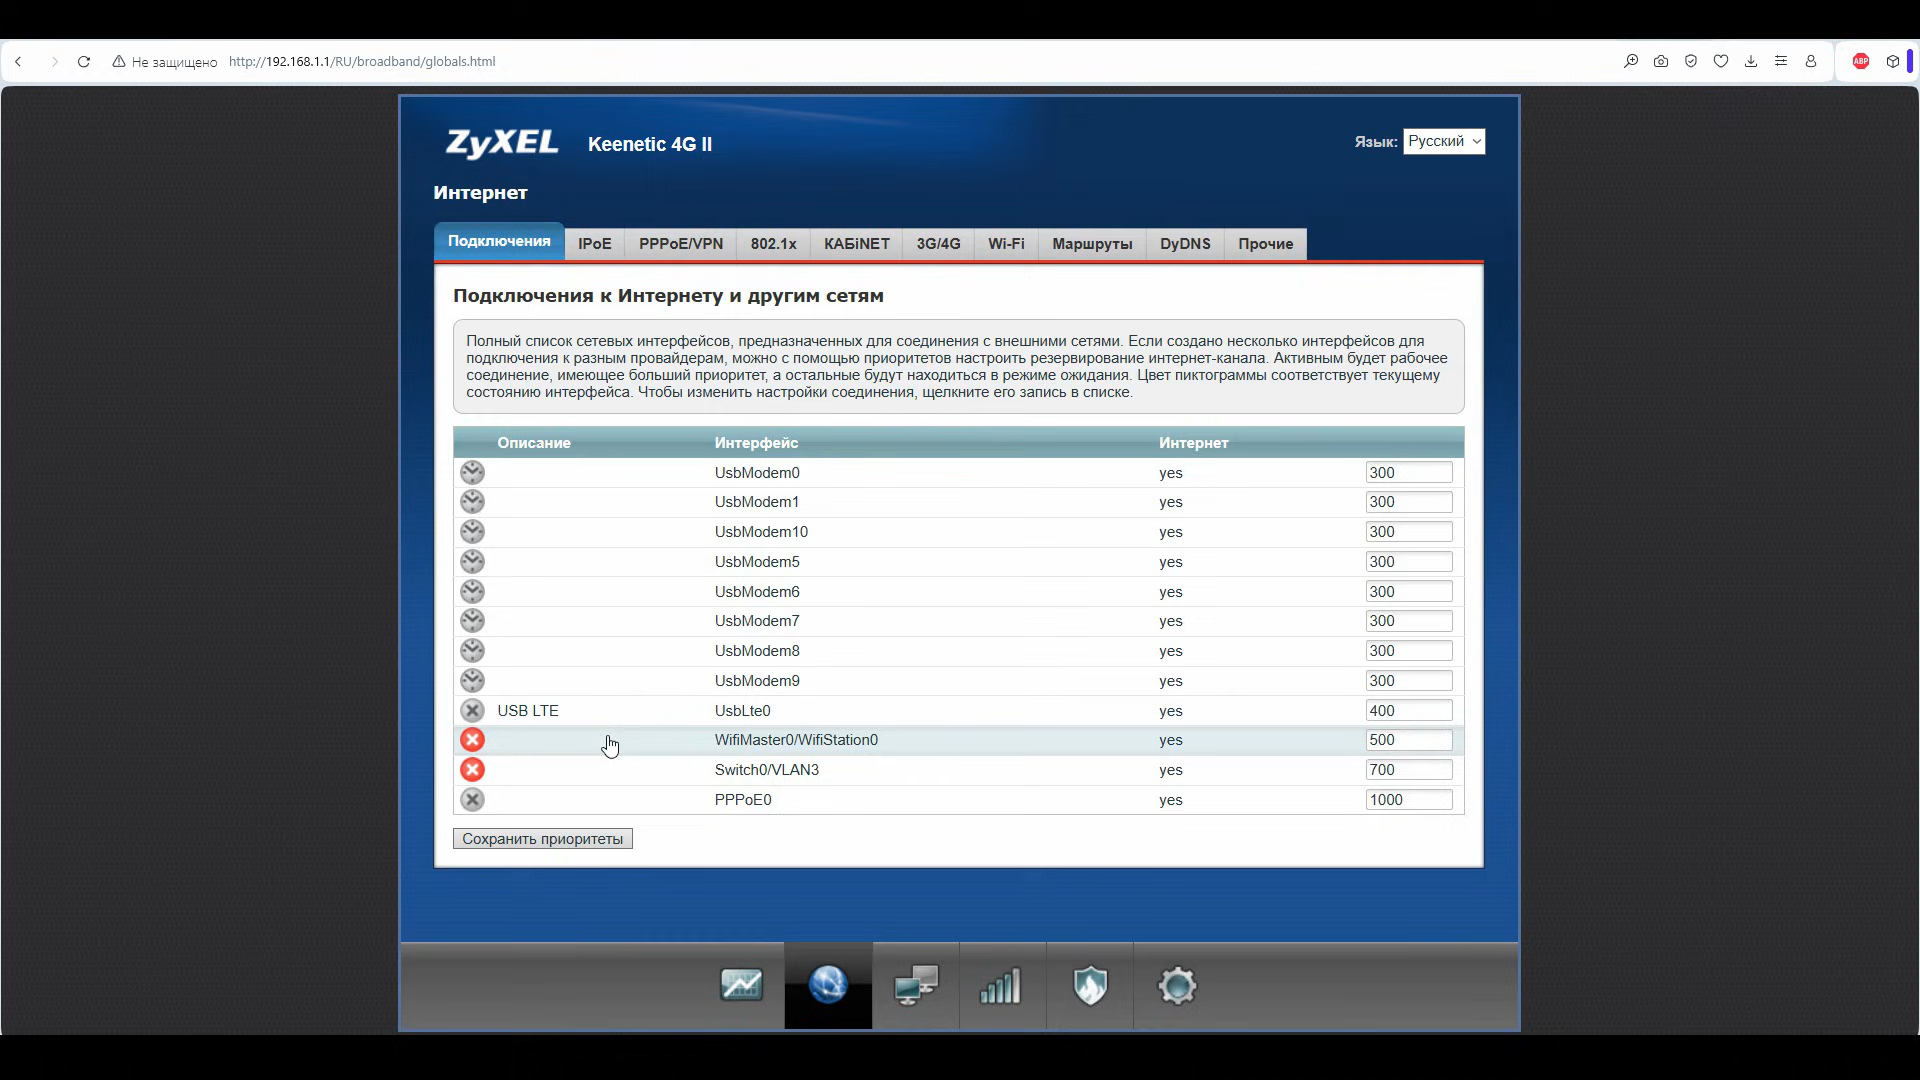 Не защищено http://192.168.1.1/RU/broadband/globals.html
ABP
ZyXEL Keenetic 4G II
Язык: Русский
Интернет
Подключения IPoE PPPoE/VPN 802.1x КАБiNET 3G/4G Wi-Fi Маршруты DyDNS Прочие
Подключения к Интернету и другим сетям
Полный список сетевых интерфейсов, предназначенных для соединения с внешними сетями. Если создано несколько интерфейсов для
подключения к разным провайдерам, можно с помощью приоритетов настроить резервирование интернет-канала. Активным будет рабочее
соединение, имеющее больший приоритет, а остальные будут находиться в режиме ожидания. Цвет пиктограммы соответствует текущему
состоянию интерфейса. Чтобы изменить настройки соединения, щелкните его запись в списке.
Описание Интерфейс Интернет
UsbModem0 yes 300
UsbModem1 yes 300
UsbModem10 yes 300
UsbModem5 yes 300
UsbModem6 yes 300
UsbModem7 yes 300
UsbModem8 yes 300
UsbModem9 yes 300
USB LTE UsbLte0 yes 400
WifiMaster0/WifiStation0 yes 500
Switch0/VLAN3 yes 700
PPPoE0 yes 1000
Сохранить приоритеты